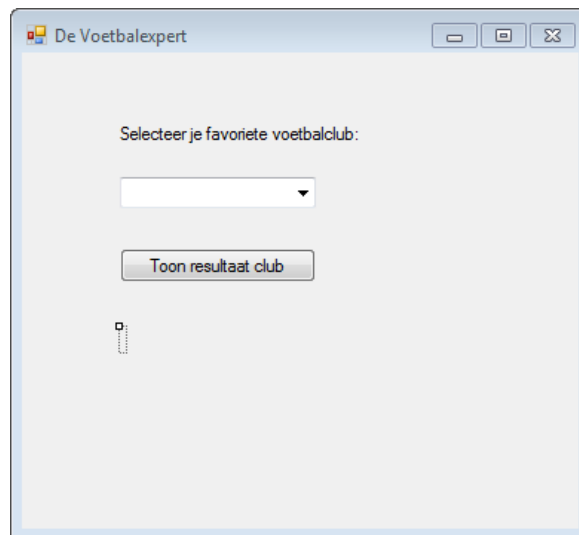 De Voetbalexpert
Selecteer je favoriete voetbalclub:
Toon resultaat club